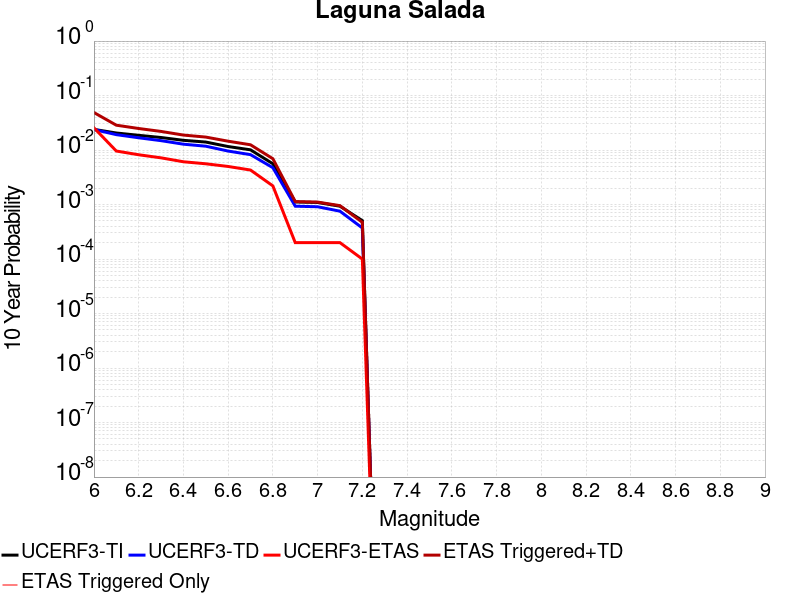 Laguna Salada
10^0
10^-1
10^-2
10^-3
10^-4
10^-5
10^-6
10^-7
10^-8
10 Year Probability
6 6.2 6.4 6.6 6.8 7 7.2 7.4 7.6 7.8 8 8.2 8.4 8.6 8.8 9
Magnitude
UCERF3-TI UCERF3-TD UCERF3-ETAS ETAS Triggered+TD
ETAS Triggered Only